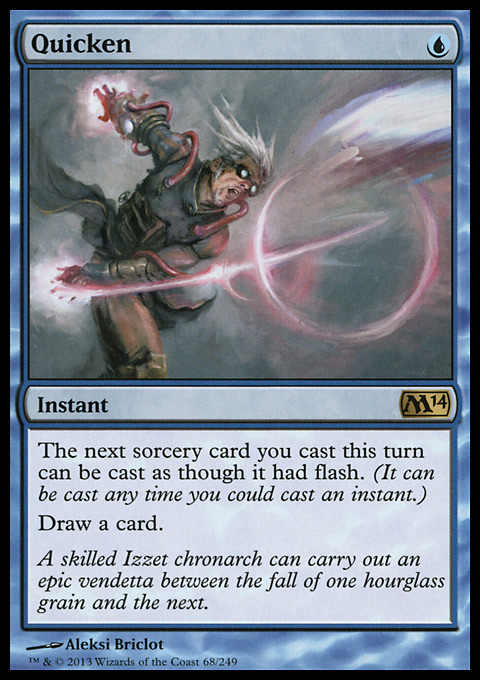 Quicken
Instant
M14
The next sorcery card you cast this turn
can be cast as though it had flash. (It can
be cast any time you could cast an instant.)
Draw a card.
A skilled Izzet chronarch can carry out an
epic vendetta between the fall of one hourglass
grain and the next.
Aleksi Briclot
™ & © 2013 Wizards of the Coast 68/249